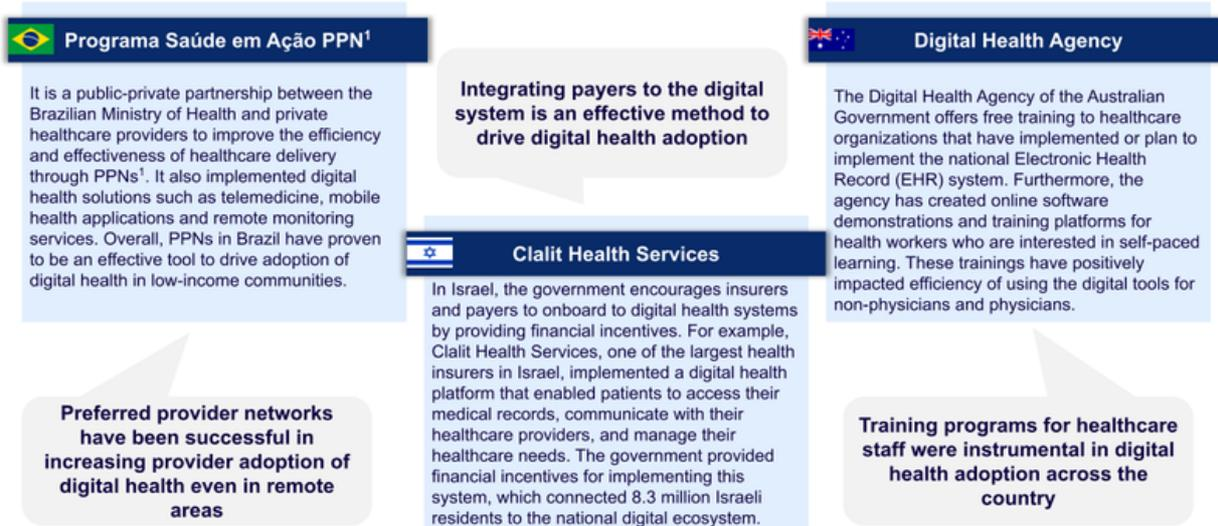 Programa Saúde em Ação PPN¹
It is a public-private partnership between the
Brazilian Ministry of Health and private
healthcare providers to improve the efficiency
and effectiveness of healthcare delivery
through PPNs¹. It also implemented digital
health solutions such as telemedicine, mobile
health applications and remote monitoring
services. Overall, PPNs in Brazil have proven
to be an effective tool to drive adoption of
digital health in low-income communities.
Preferred provider networks
have been successful in
increasing provider adoption of
digital health even in remote
areas
Integrating payers to the digital
system is an effective method to
drive digital health adoption
Clalit Health Services
In Israel, the government encourages insurers
and payers to onboard to digital health systems
by providing financial incentives. For example,
Clalit Health Services, one of the largest health
insurers in Israel, implemented a digital health
platform that enabled patients to access their
medical records, communicate with their
healthcare providers, and manage their
healthcare needs. The government provided
financial incentives for implementing this
system, which connected 8.3 million Israeli
residents to the national digital ecosystem.
Digital Health Agency
The Digital Health Agency of the Australian
Government offers free training to healthcare
organizations that have implemented or plan to
implement the national Electronic Health
Record (EHR) system. Furthermore, the
agency has created online software
demonstrations and training platforms for
health workers who are interested in self-paced
learning. These trainings have positively
impacted efficiency of using the digital tools for
non-physicians and physicians.
Training programs for healthcare
staff were instrumental in digital
health adoption across the
country